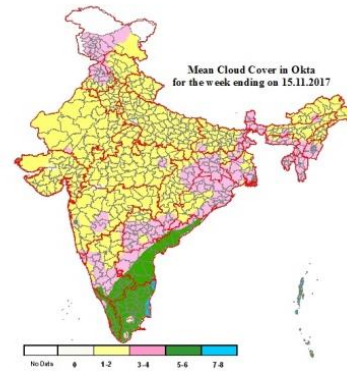 Mean Cloud Cover in Okta
for the week ending on 15.11.2017
No Data 0 1-2 3-4 5-6 7-8